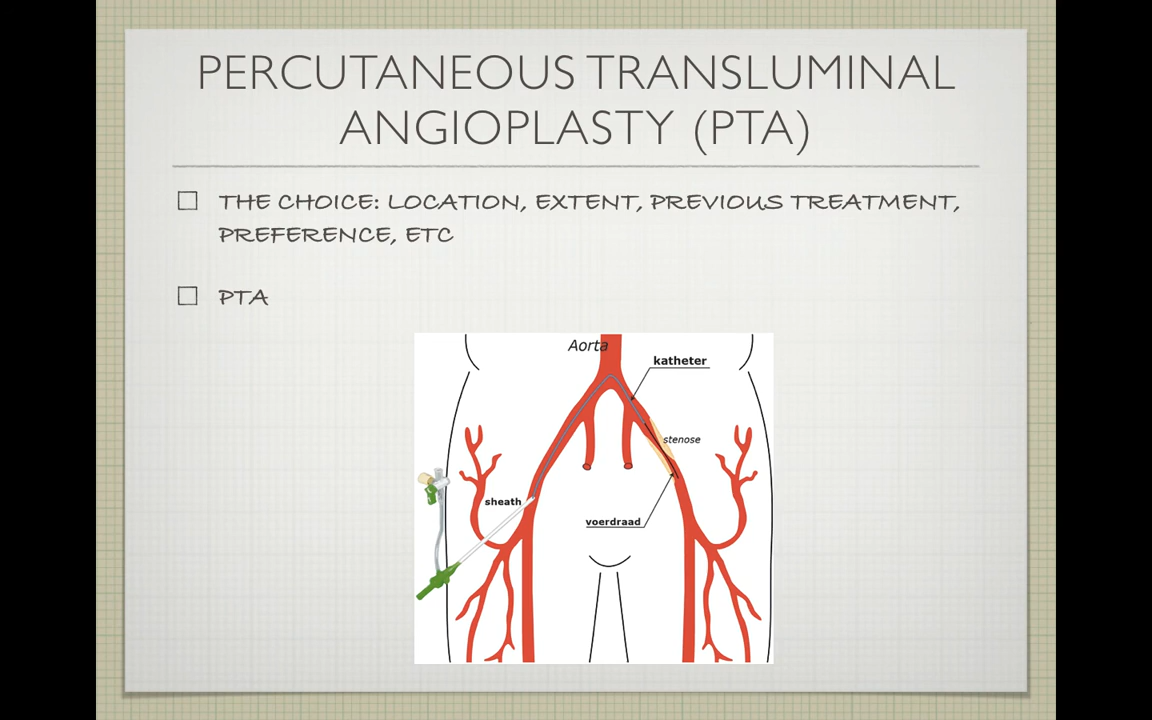 PERCUTANEOUS TRANSLUMINAL
ANGIOPLASTY (PTA)
THE CHOICE: LOCATION, EXTENT, PREVIOUS TREATMENT,
PREFERENCE, ETC
PTA
Aorta
katheter
stenose
sheath
voerdraad